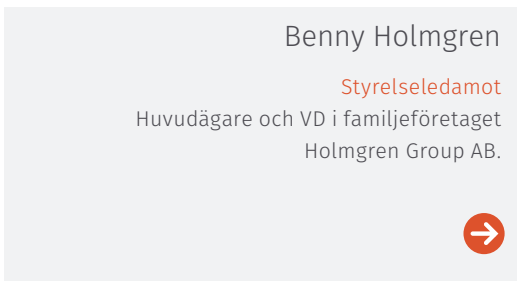 Benny Holmgren
Styrelseledamot
Huvudägare och VD i familjeföretaget
Holmgren Group AB.